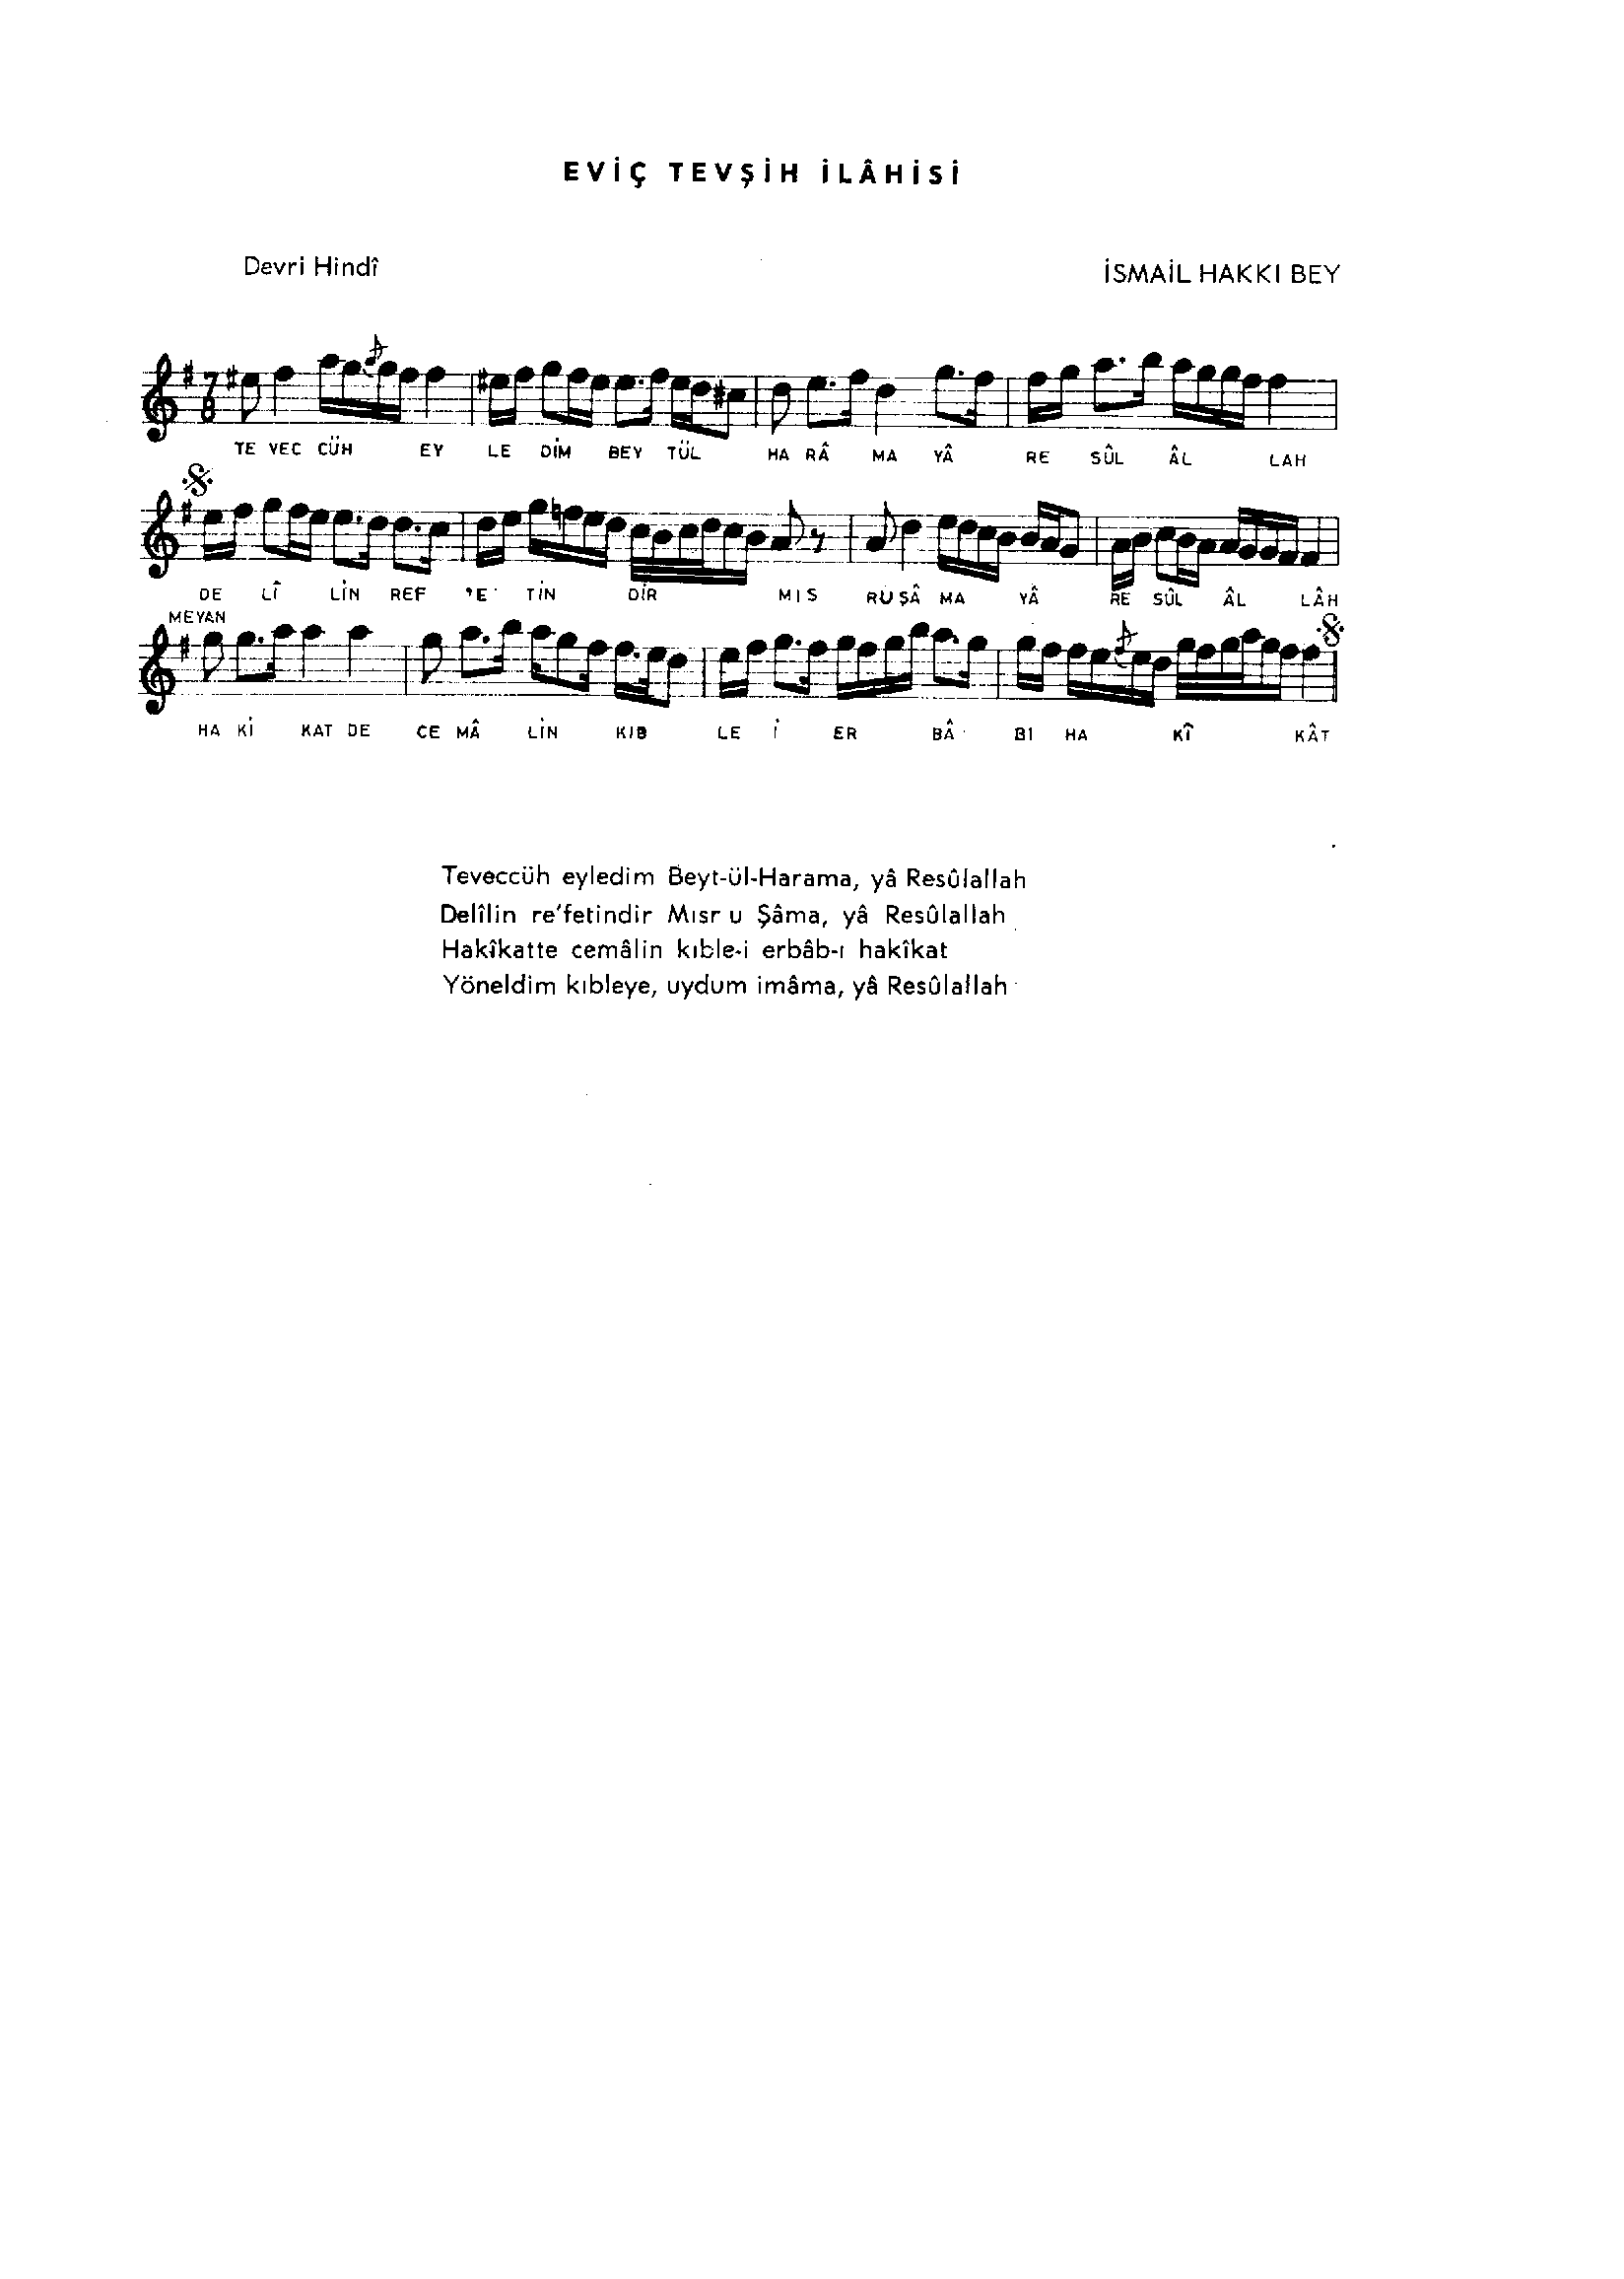 EVİÇ TEVŞİH İLÂHİSİ
Devri Hindî
İSMAİL HAKKI BEY
7
8
TE VEC CÜH EY LE DİM BEY TÜL HA RÂ MA YÂ RE SÛL ÂL LAH
DE LÎ LİN REF 'E TİN DİR MIS RU ŞÂ MA YÂ RE SÛL ÂL LÂH
MEYAN
HA Kİ KAT DE CE MÂ LİN KIB LE İ ER BÂ BI HA KÎ KÂT
Teveccüh eyledim Beyt-ül-Harama, yâ Resûlallah
Delîlin re'fetindir Mısr u Şâma, yâ Resûlallah
Hakîkatte cemâlin kıble-i erbâb-ı hakîkat
Yöneldim kıbleye, uydum imâma, yâ Resûlallah